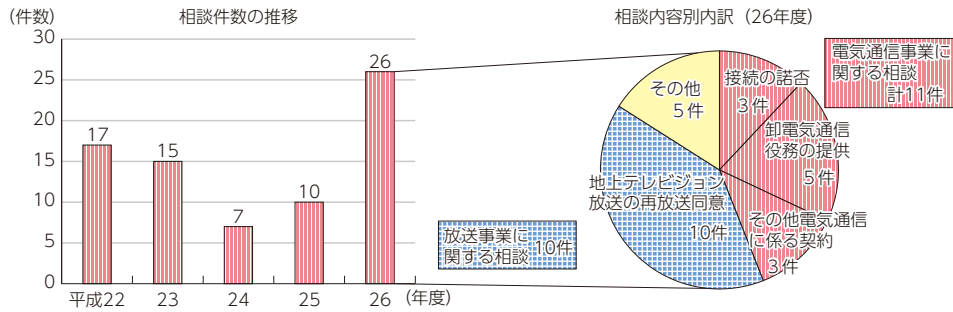 (件数)
相談件数の推移
30
25
20
15
10
5
0
17
15
7
10
26
平成22
23
24
25
26
(年度)
相談内容別内訳（26年度）
電気通信事業に
関する相談
計11件
接続の諾否
3件
卸電気通信
役務の提供
5件
その他電気通信
に係る契約
3件
地上テレビジョン
放送の再放送同意
10件
その他
5件
放送事業に
関する相談
10件